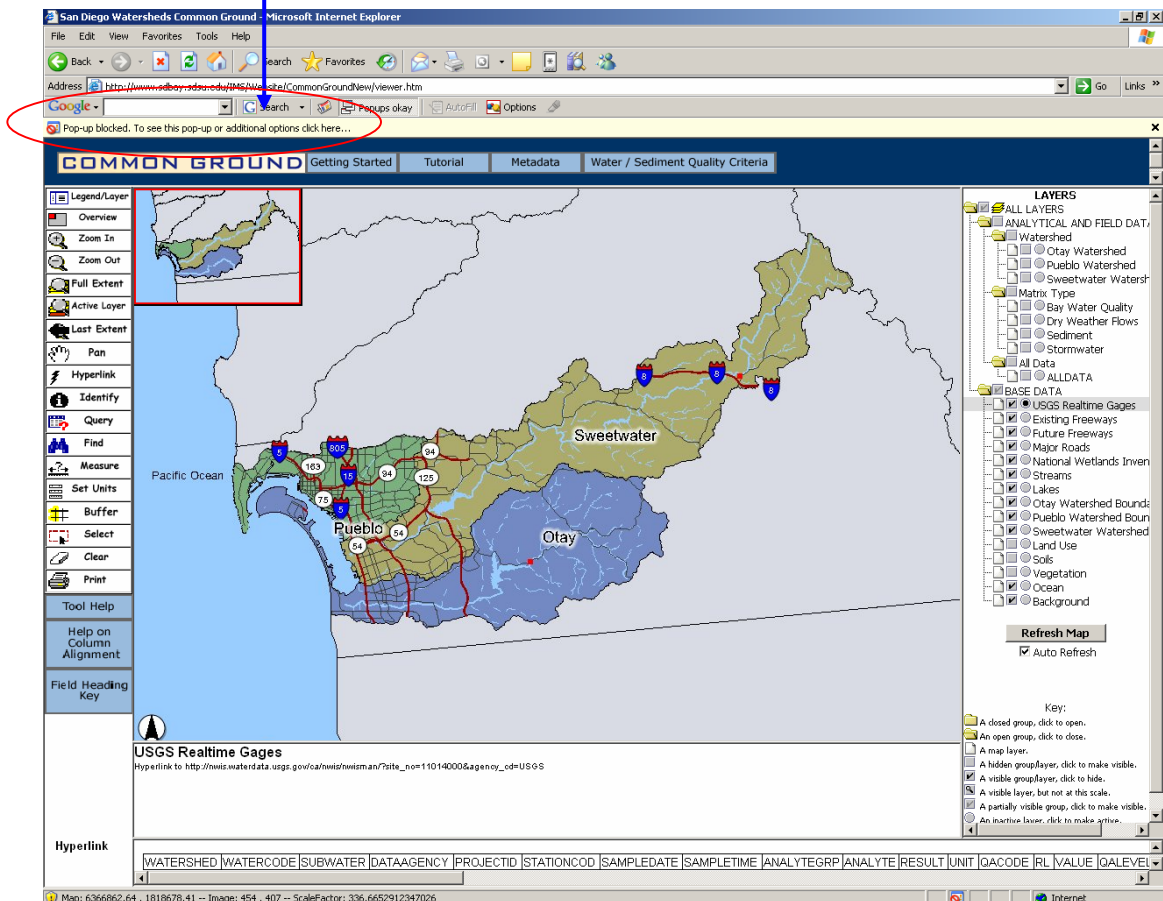 San Diego Watersheds Common Ground - Microsoft Internet Explorer
File Edit View Favorites Tools Help
Back Search Favorites
Address http://www.sdbay.sdsu.edu/IMS/Website/CommonGroundNew/viewer.htm Go Links »
Google Search Popups okay AutoFill Options
Pop-up blocked. To see this pop-up or additional options click here...
COMMON GROUND Getting Started Tutorial Metadata Water / Sediment Quality Criteria
Legend/Layer
Overview
Zoom In
Zoom Out
Full Extent
Active Layer
Last Extent
Pan
Hyperlink
Identify
Query
Find
Measure
Set Units
Buffer
Select
Clear
Print
Tool Help
Help on
Column
Alignment
Field Heading
Key
Pacific Ocean
Sweetwater
Pueblo
Otay
8
8
8
5
805
163
15
94
94
125
75
5
54
54
LAYERS
ALL LAYERS
ANALYTICAL AND FIELD DAT
Watershed
Otay Watershed
Pueblo Watershed
Sweetwater Watersh
Matrix Type
Bay Water Quality
Dry Weather Flows
Sediment
Stormwater
All Data
ALLDATA
BASE DATA
USGS Realtime Gages
Existing Freeways
Future Freeways
Major Roads
National Wetlands Inven
Streams
Lakes
Otay Watershed Bounda
Pueblo Watershed Boun
Sweetwater Watershed
Land Use
Soils
Vegetation
Ocean
Background
Refresh Map
Auto Refresh
Key:
A closed group, click to open.
An open group, click to close.
A map layer.
A hidden group/layer, click to make visible.
A visible group/layer, click to hide.
A visible layer, but not at this scale.
A partially visible group, click to make visible.
An inactive layer, click to make active.
USGS Realtime Gages
Hyperlink to http://nwis.waterdata.usgs.gov/ca/nwis/nwisman/?site_no=11014000&agency_cd=USGS
Hyperlink
WATERSHED WATERCODE SUBWATER DATAAGENCY PROJECTID STATIONCOD SAMPLEDATE SAMPLETIME ANALYTEGRP ANALYTE RESULT UNIT QACODE RL VALUE QALEVEL
Map: 6366862.64 , 1818678.41 -- Image: 454 , 407 -- ScaleFactor: 336.6652912347026 Internet